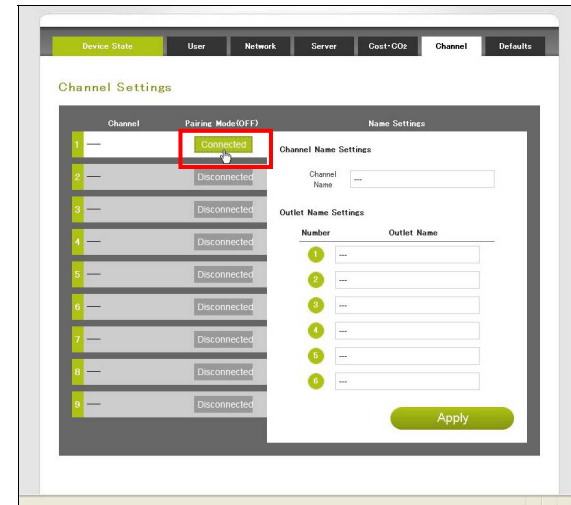 Device State User Network Server Cost·CO2 Channel Defaults
Channel Settings
Channel Pairing Mode(OFF) Name Settings
1 — Connected
2 — Disconnected
3 — Disconnected
4 — Disconnected
5 — Disconnected
6 — Disconnected
7 — Disconnected
8 — Disconnected
9 — Disconnected
Channel Name Settings
Channel
Name
---
Outlet Name Settings
Number Outlet Name
1 ---
2 ---
3 ---
4 ---
5 ---
6 ---
Apply